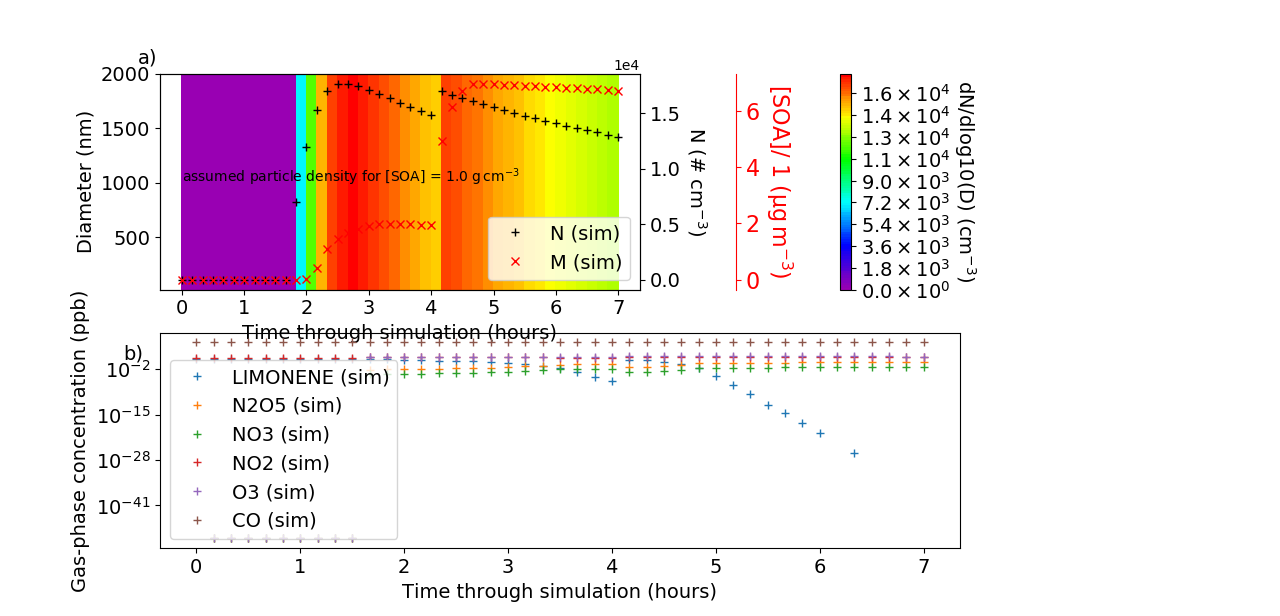 a)
1e4
2000
1500
1000
500
Diameter (nm)
assumed particle density for [SOA] = 1.0 g cm⁻³
N (sim)
M (sim)
0 1 2 3 4 5 6 7
Time through simulation (hours)
1.5
1.0
0.5
0.0
N (# cm⁻³)
6
4
2
0
[SOA]/ 1 (µg m⁻³)
1.6 × 10⁴
1.4 × 10⁴
1.3 × 10⁴
1.1 × 10⁴
9.0 × 10³
7.2 × 10³
5.4 × 10³
3.6 × 10³
1.8 × 10³
0.0 × 10⁰
dN/dlog10(D) (cm⁻³)
b)
10⁻²
10⁻¹⁵
10⁻²⁸
10⁻⁴¹
Gas-phase concentration (ppb)
LIMONENE (sim)
N2O5 (sim)
NO3 (sim)
NO2 (sim)
O3 (sim)
CO (sim)
0 1 2 3 4 5 6 7
Time through simulation (hours)